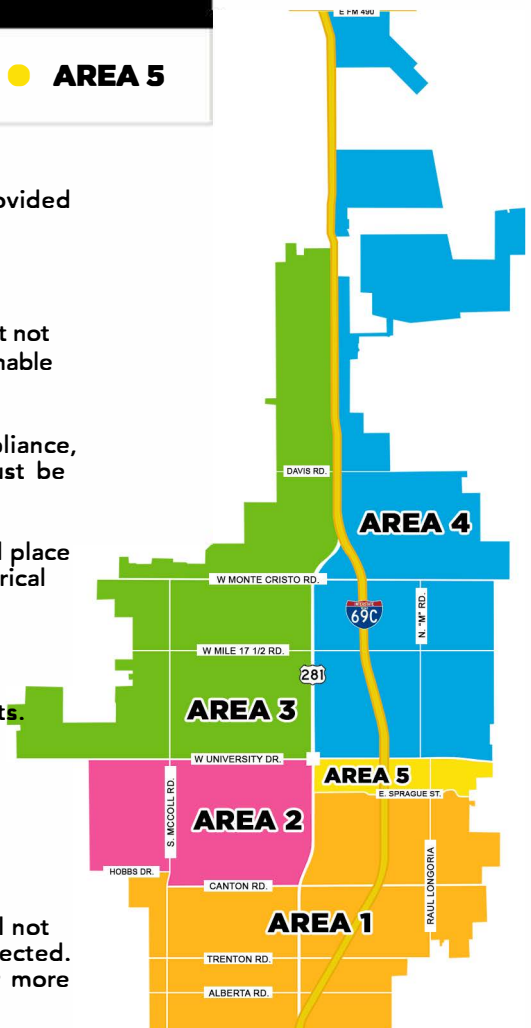 AREA 5
ovided
t not
nable
pliance,
ust be
l place
rical
ts.
l not
ected.
more
E FM 490
DAVIS RD.
AREA 4
W MONTE CRISTO RD.
INTERSTATE
69C
N. "M" RD.
W MILE 17 1/2 RD.
281
AREA 3
W UNIVERSITY DR.
AREA 5
E. SPRAGUE ST.
S. MCCOLL RD.
AREA 2
HOBBS DR.
CANTON RD.
RAUL LONGORIA
AREA 1
TRENTON RD.
ALBERTA RD.